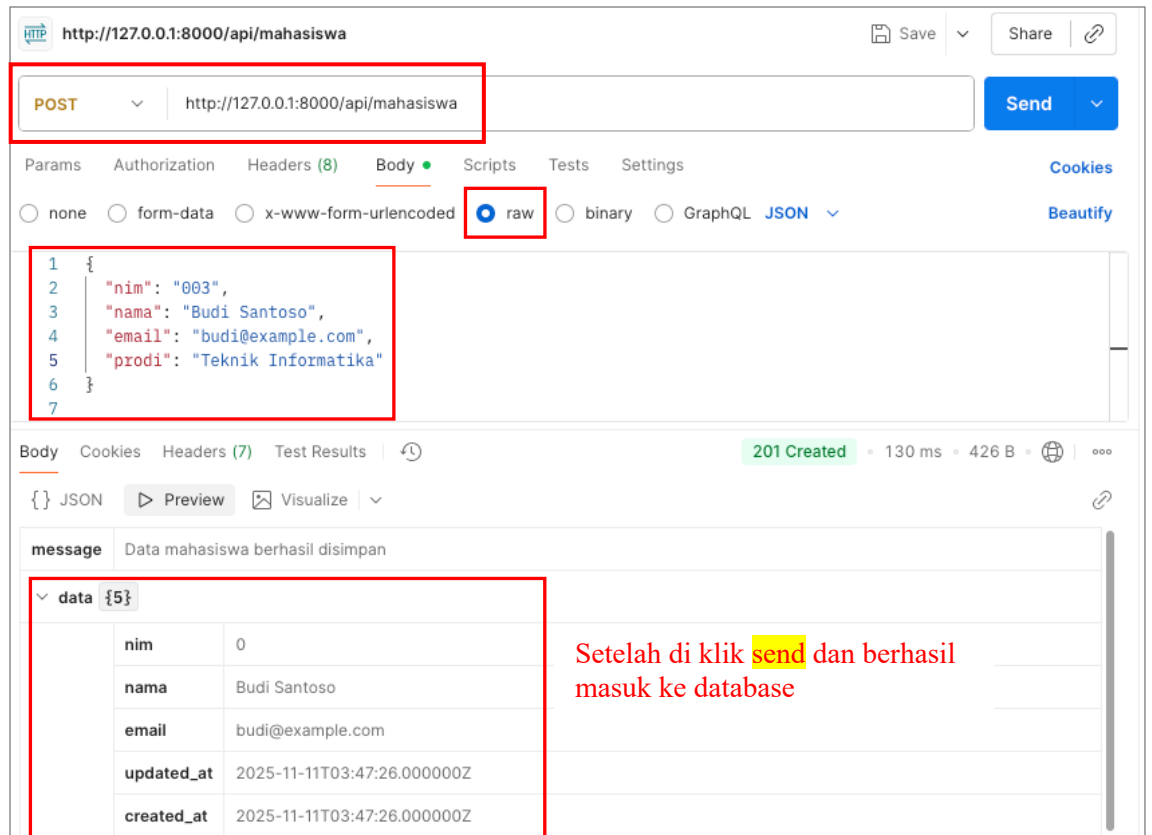 HTTP http://127.0.0.1:8000/api/mahasiswa Save Share
POST http://127.0.0.1:8000/api/mahasiswa Send
Params Authorization Headers (8) Body Scripts Tests Settings Cookies
none form-data x-www-form-urlencoded raw binary GraphQL JSON Beautify
1 {
2 "nim": "003",
3 "nama": "Budi Santoso",
4 "email": "budi@example.com",
5 "prodi": "Teknik Informatika"
6 }
7
Body Cookies Headers (7) Test Results 201 Created 130 ms 426 B
{} JSON Preview Visualize
message Data mahasiswa berhasil disimpan
data {5}
nim 0
nama Budi Santoso
email budi@example.com
updated_at 2025-11-11T03:47:26.000000Z
created_at 2025-11-11T03:47:26.000000Z
Setelah di klik send dan berhasil
masuk ke database